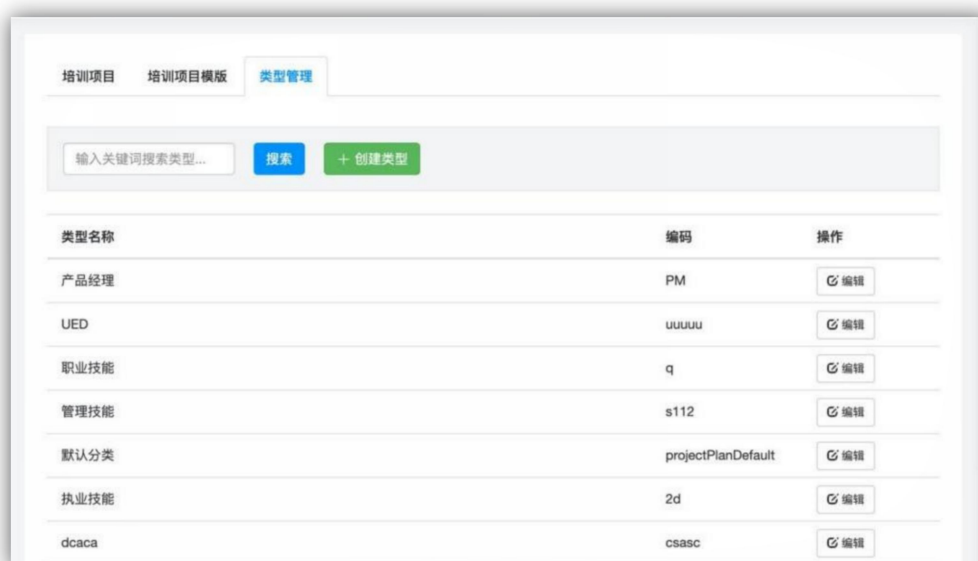 培训项目 培训项目模版 类型管理
输入关键词搜索类型... 搜索 + 创建类型
类型名称 编码 操作
产品经理 PM 编辑
UED uuuuu 编辑
职业技能 q 编辑
管理技能 s112 编辑
默认分类 projectPlanDefault 编辑
执业技能 2d 编辑
dcaca csasc 编辑